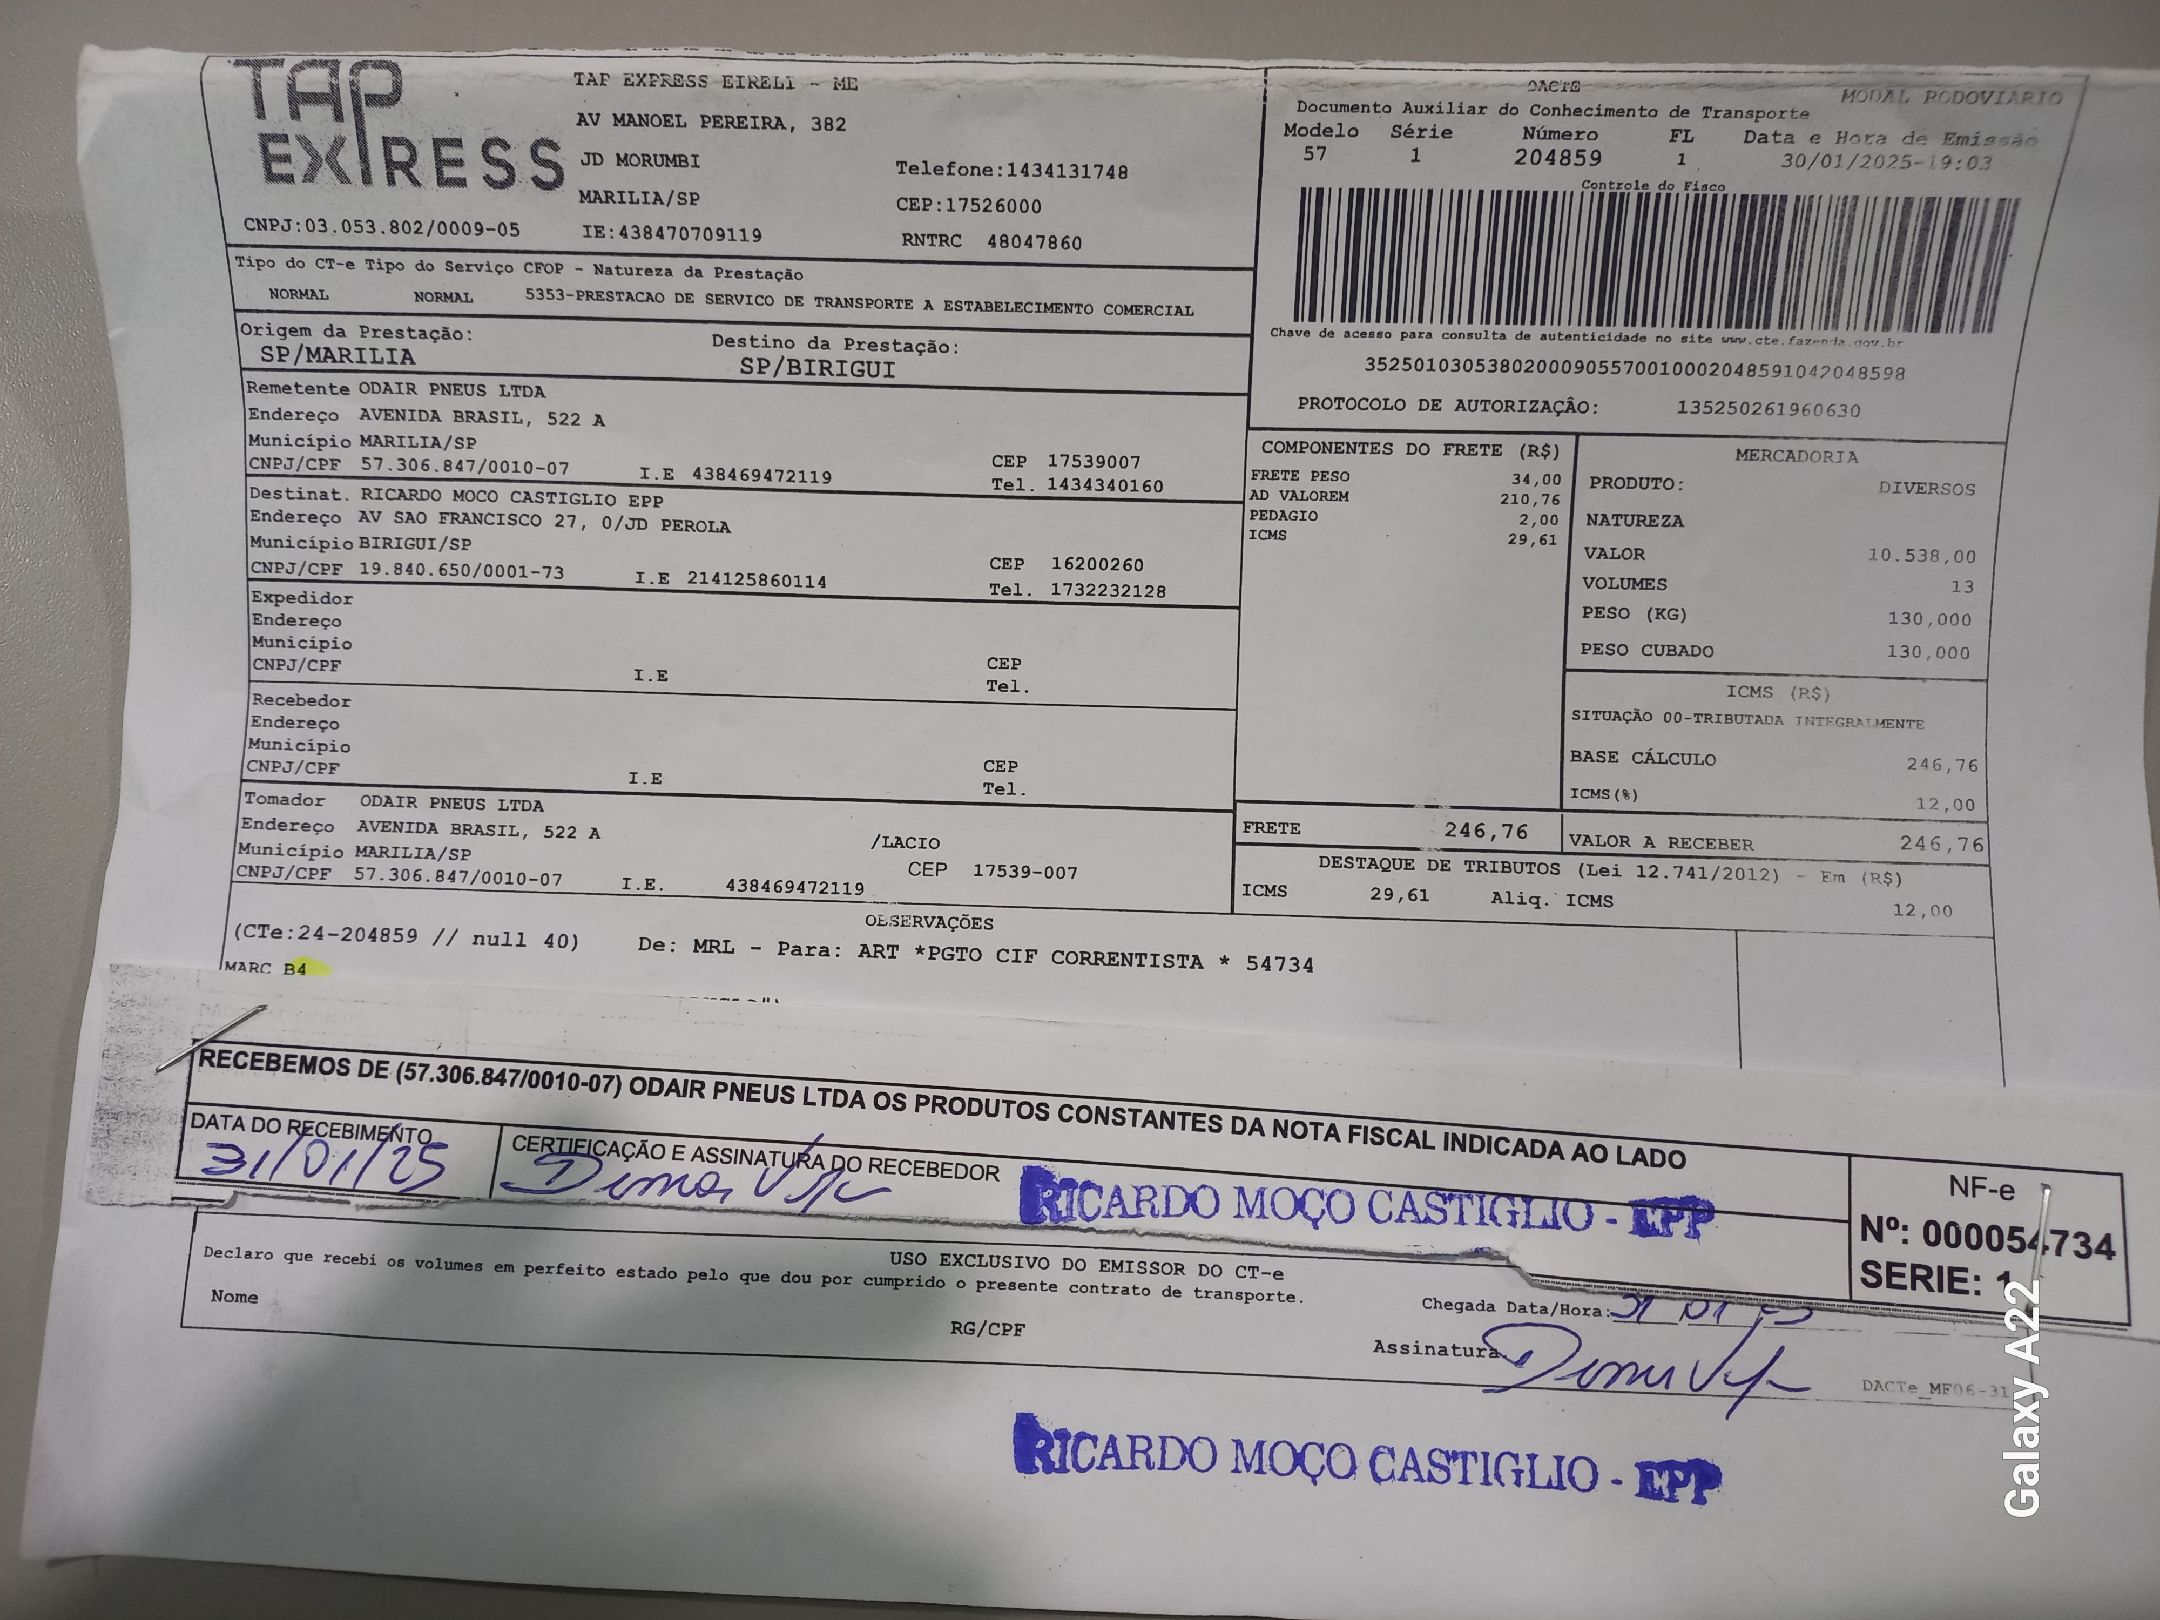 TAP EXPRESS
TAP EXPRESS EIRELI - ME
AV MANOEL PEREIRA, 382
JD MORUMBI
Telefone:1434131748
MARILIA/SP
CEP:17526000
CNPJ:03.053.802/0009-05
IE:438470709119
RNTRC 48047860
DACTE
MODAL RODOVIARIO
Documento Auxiliar do Conhecimento de Transporte
Modelo Série Número FL Data e Hora de Emissão
57 1 204859 1 30/01/2025-19:03
Controle do Fisco
Chave de acesso para consulta de autenticidade no site www.cte.fazenda.gov.br
35250103053802000905570010002048591042048598
PROTOCOLO DE AUTORIZAÇÃO: 135250261960630
Tipo do CT-e Tipo do Serviço CFOP - Natureza da Prestação
NORMAL NORMAL 5353-PRESTACAO DE SERVICO DE TRANSPORTE A ESTABELECIMENTO COMERCIAL
Origem da Prestação: Destino da Prestação:
SP/MARILIA SP/BIRIGUI
Remetente ODAIR PNEUS LTDA
Endereço AVENIDA BRASIL, 522 A
Município MARILIA/SP CEP 17539007
CNPJ/CPF 57.306.847/0010-07 I.E 438469472119 Tel. 1434340160
Destinat. RICARDO MOCO CASTIGLIO EPP
Endereço AV SAO FRANCISCO 27, 0/JD PEROLA
Município BIRIGUI/SP CEP 16200260
CNPJ/CPF 19.840.650/0001-73 I.E 214125860114 Tel. 1732232128
Expedidor
Endereço
Município CEP
CNPJ/CPF I.E Tel.
Recebedor
Endereço
Município CEP
CNPJ/CPF I.E Tel.
Tomador ODAIR PNEUS LTDA
Endereço AVENIDA BRASIL, 522 A /LACIO
Município MARILIA/SP CEP 17539-007
CNPJ/CPF 57.306.847/0010-07 I.E. 438469472119
COMPONENTES DO FRETE (R$)
FRETE PESO 34,00
AD VALOREM 210,76
PEDAGIO 2,00
ICMS 29,61
MERCADORIA
PRODUTO: DIVERSOS
NATUREZA
VALOR 10.538,00
VOLUMES 13
PESO (KG) 130,000
PESO CUBADO 130,000
ICMS (R$)
SITUAÇÃO 00-TRIBUTADA INTEGRALMENTE
BASE CÁLCULO 246,76
ICMS(%) 12,00
FRETE 246,76 VALOR A RECEBER 246,76
DESTAQUE DE TRIBUTOS (Lei 12.741/2012) - Em (R$)
ICMS 29,61 Aliq. ICMS 12,00
OBSERVAÇÕES
(CTe:24-204859 // null 40) De: MRL - Para: ART *PGTO CIF CORRENTISTA * 54734
MARC B4
RECEBEMOS DE (57.306.847/0010-07) ODAIR PNEUS LTDA OS PRODUTOS CONSTANTES DA NOTA FISCAL INDICADA AO LADO
DATA DO RECEBIMENTO
31/01/25
CERTIFICAÇÃO E ASSINATURA DO RECEBEDOR
RICARDO MOÇO CASTIGLIO - EPP
NF-e
Nº: 000054734
SERIE: 1
USO EXCLUSIVO DO EMISSOR DO CT-e
Declaro que recebi os volumes em perfeito estado pelo que dou por cumprido o presente contrato de transporte.
Nome
RG/CPF
Chegada Data/Hora:
Assinatura
DACTe_MF06-31
RICARDO MOÇO CASTIGLIO - EPP
Galaxy A22